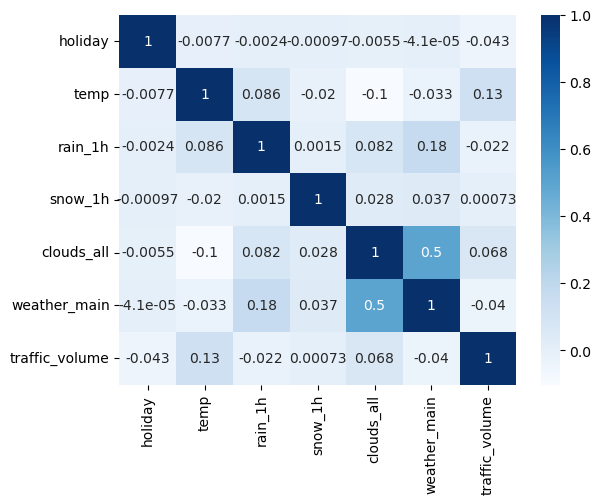 holiday 1 -0.0077 -0.0024 -0.00097 -0.0055 -4.1e-05 -0.043
temp -0.0077 1 0.086 -0.02 -0.1 -0.033 0.13
rain_1h -0.0024 0.086 1 0.0015 0.082 0.18 -0.022
snow_1h -0.00097 -0.02 0.0015 1 0.028 0.037 0.00073
clouds_all -0.0055 -0.1 0.082 0.028 1 0.5 0.068
weather_main -4.1e-05 -0.033 0.18 0.037 0.5 1 -0.04
traffic_volume -0.043 0.13 -0.022 0.00073 0.068 -0.04 1
holiday
temp
rain_1h
snow_1h
clouds_all
weather_main
traffic_volume
1.0
0.8
0.6
0.4
0.2
0.0